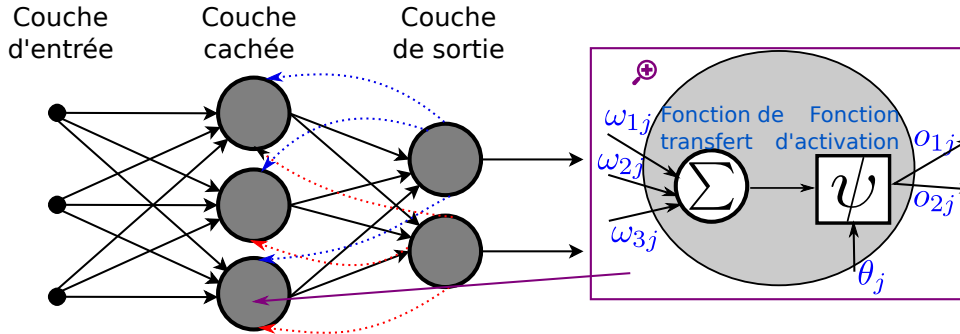 Couche
d'entrée
Couche
cachée
Couche
de sortie
Fonction de
transfert
Fonction
d'activation
ω1j
ω2j
ω3j
Σ
ψ
o1j
o2j
θj